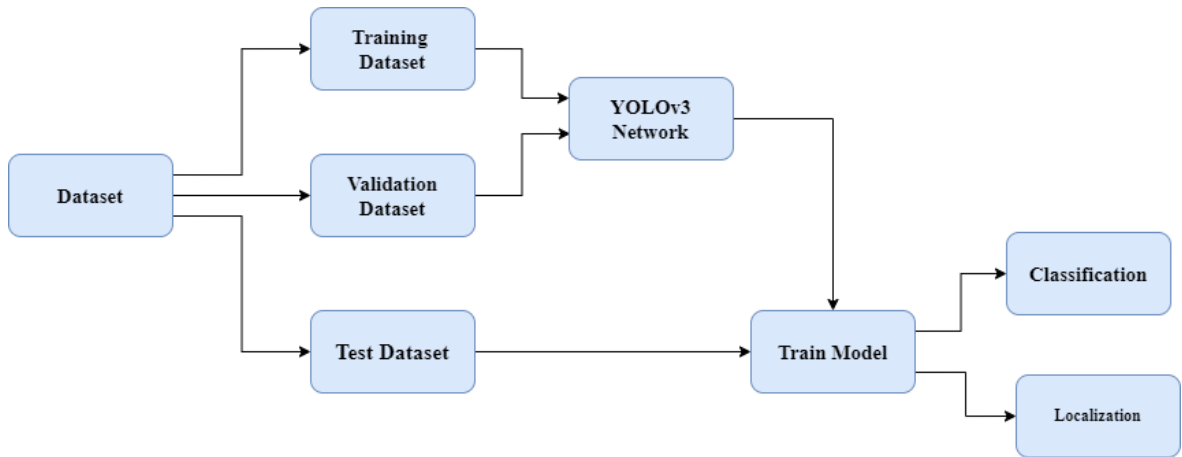 Training
Dataset
YOLOv3
Network
Dataset
Validation
Dataset
Classification
Test Dataset
Train Model
Localization